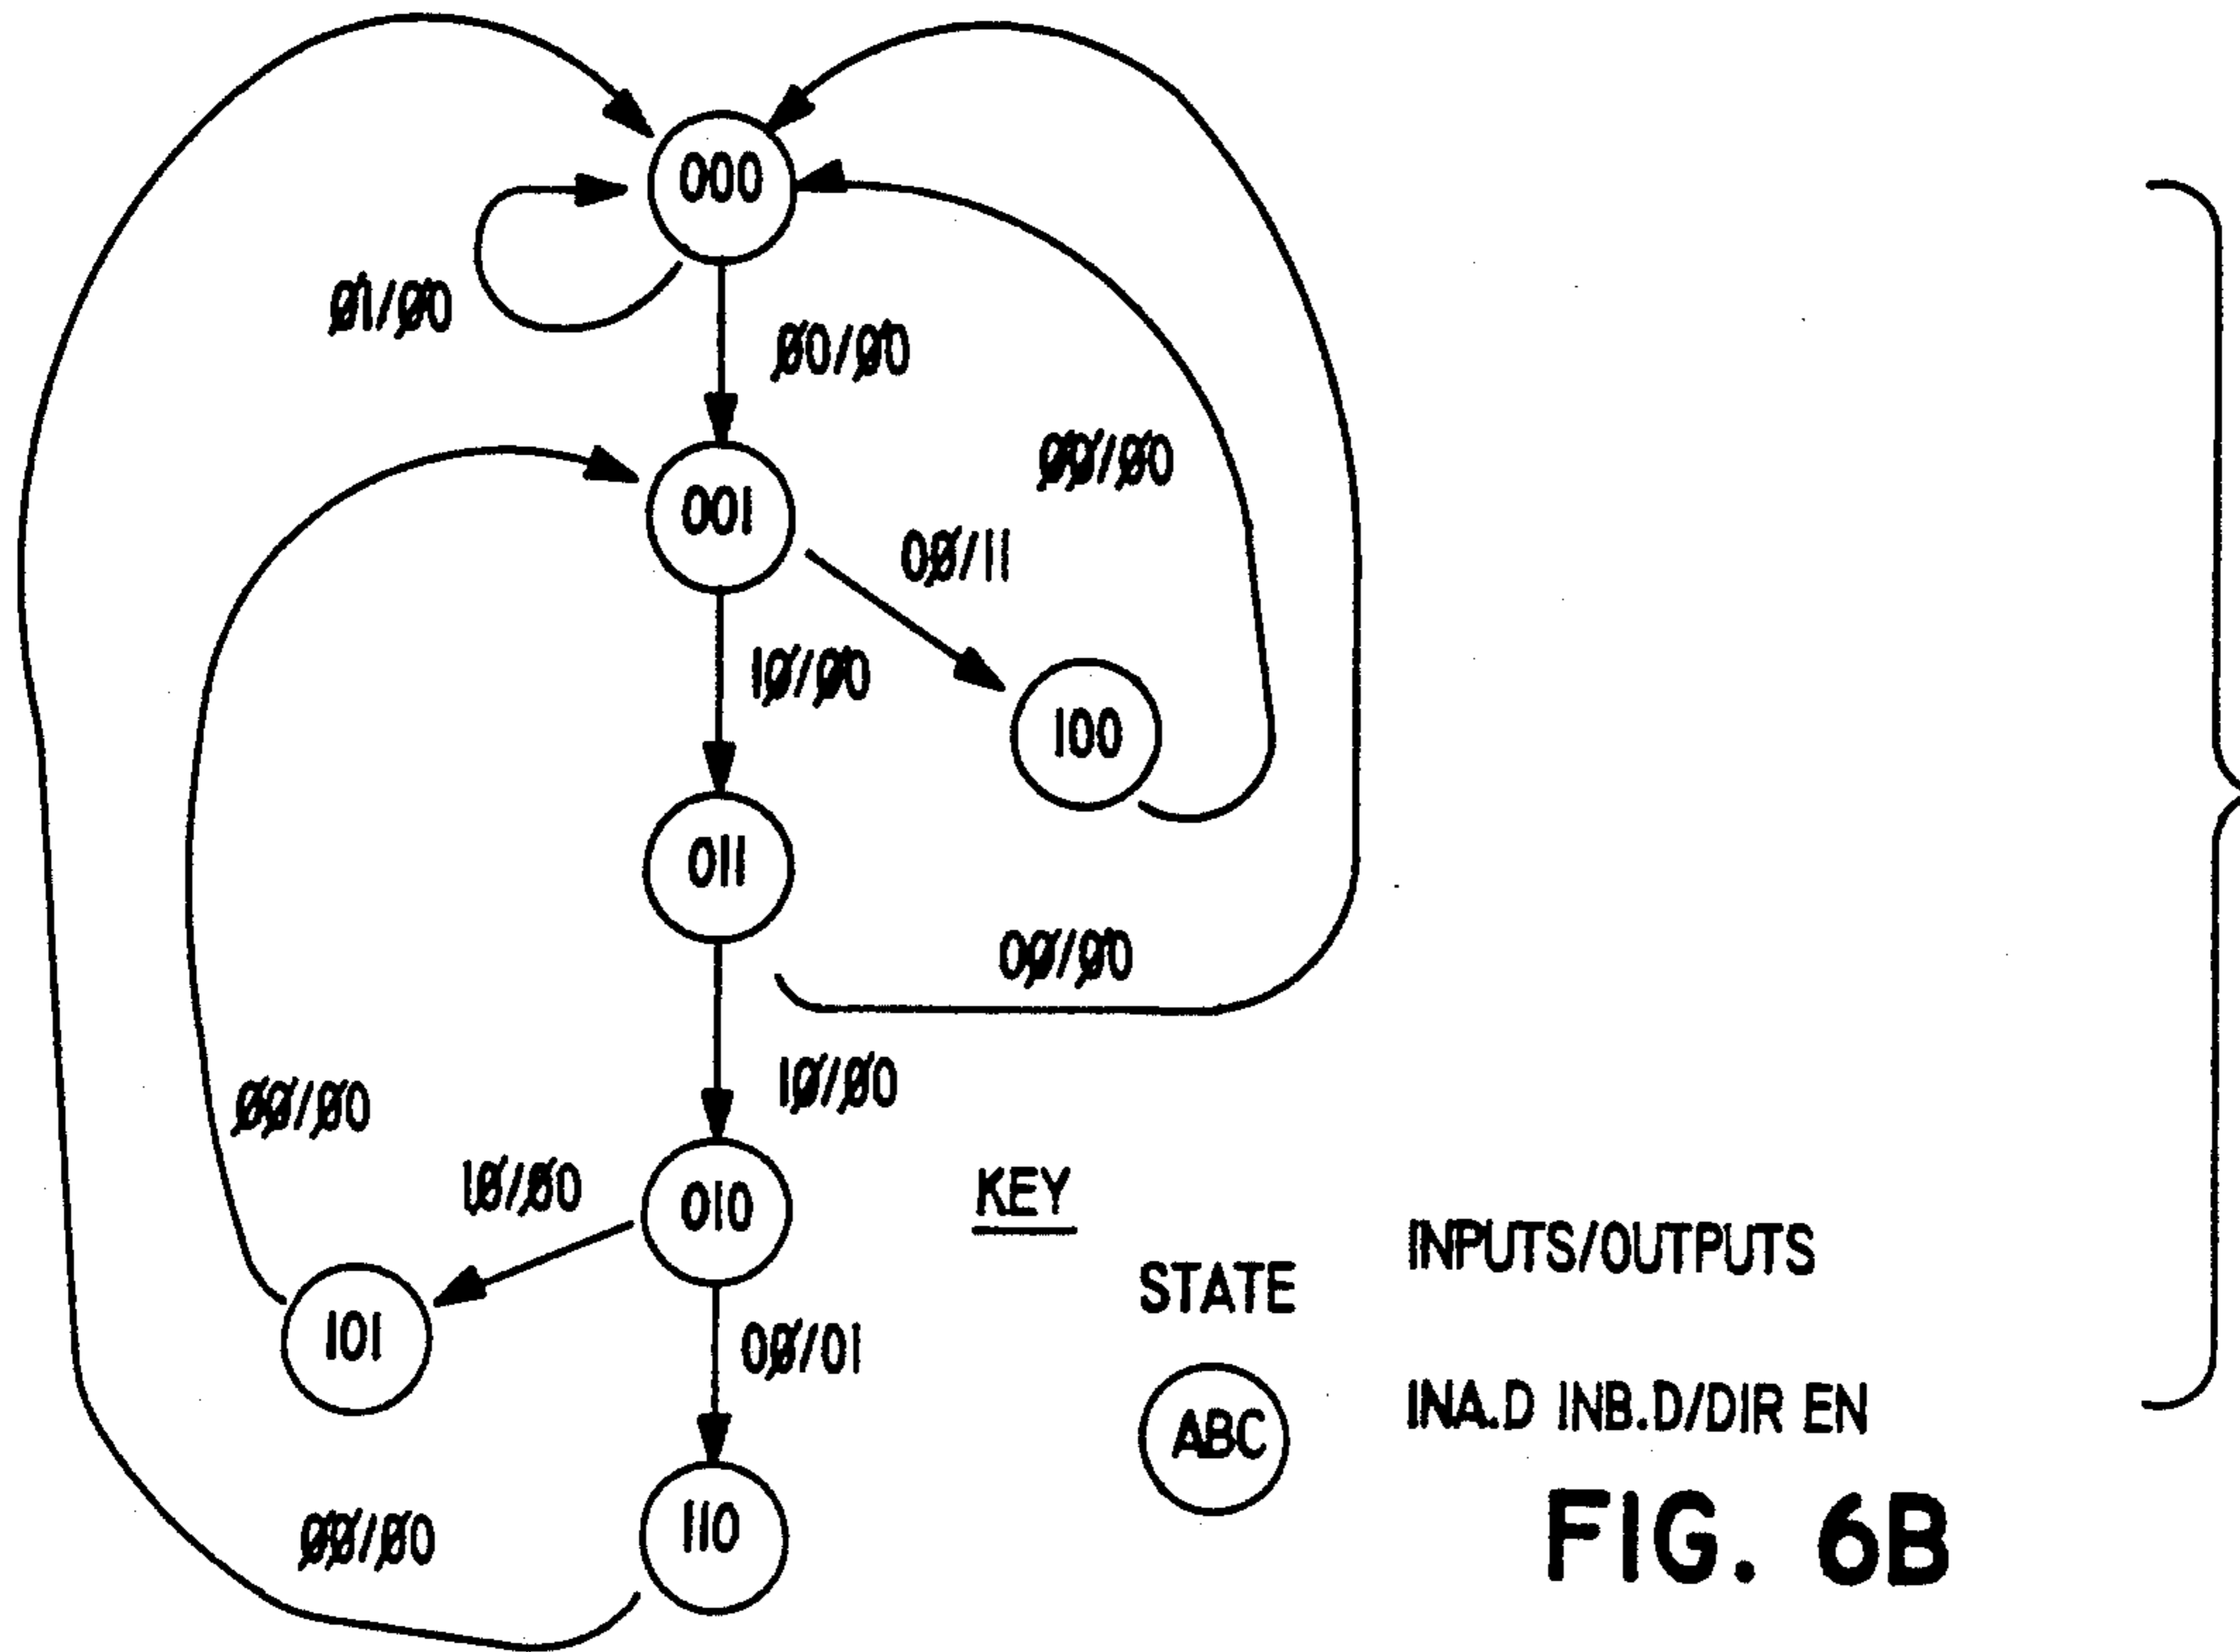 000
Ø1/Ø0
Ø0/Ø0
ØØ/Ø0
001
0Ø/11
1Ø/Ø0
100
011
0Ø/Ø0
1Ø/Ø0
ØØ/Ø0
1Ø/Ø0
010
KEY
INPUTS/OUTPUTS
STATE
101
0Ø/01
INA.D INB.D/DIR EN
ABC
110
ØØ/Ø0
FIG. 6B